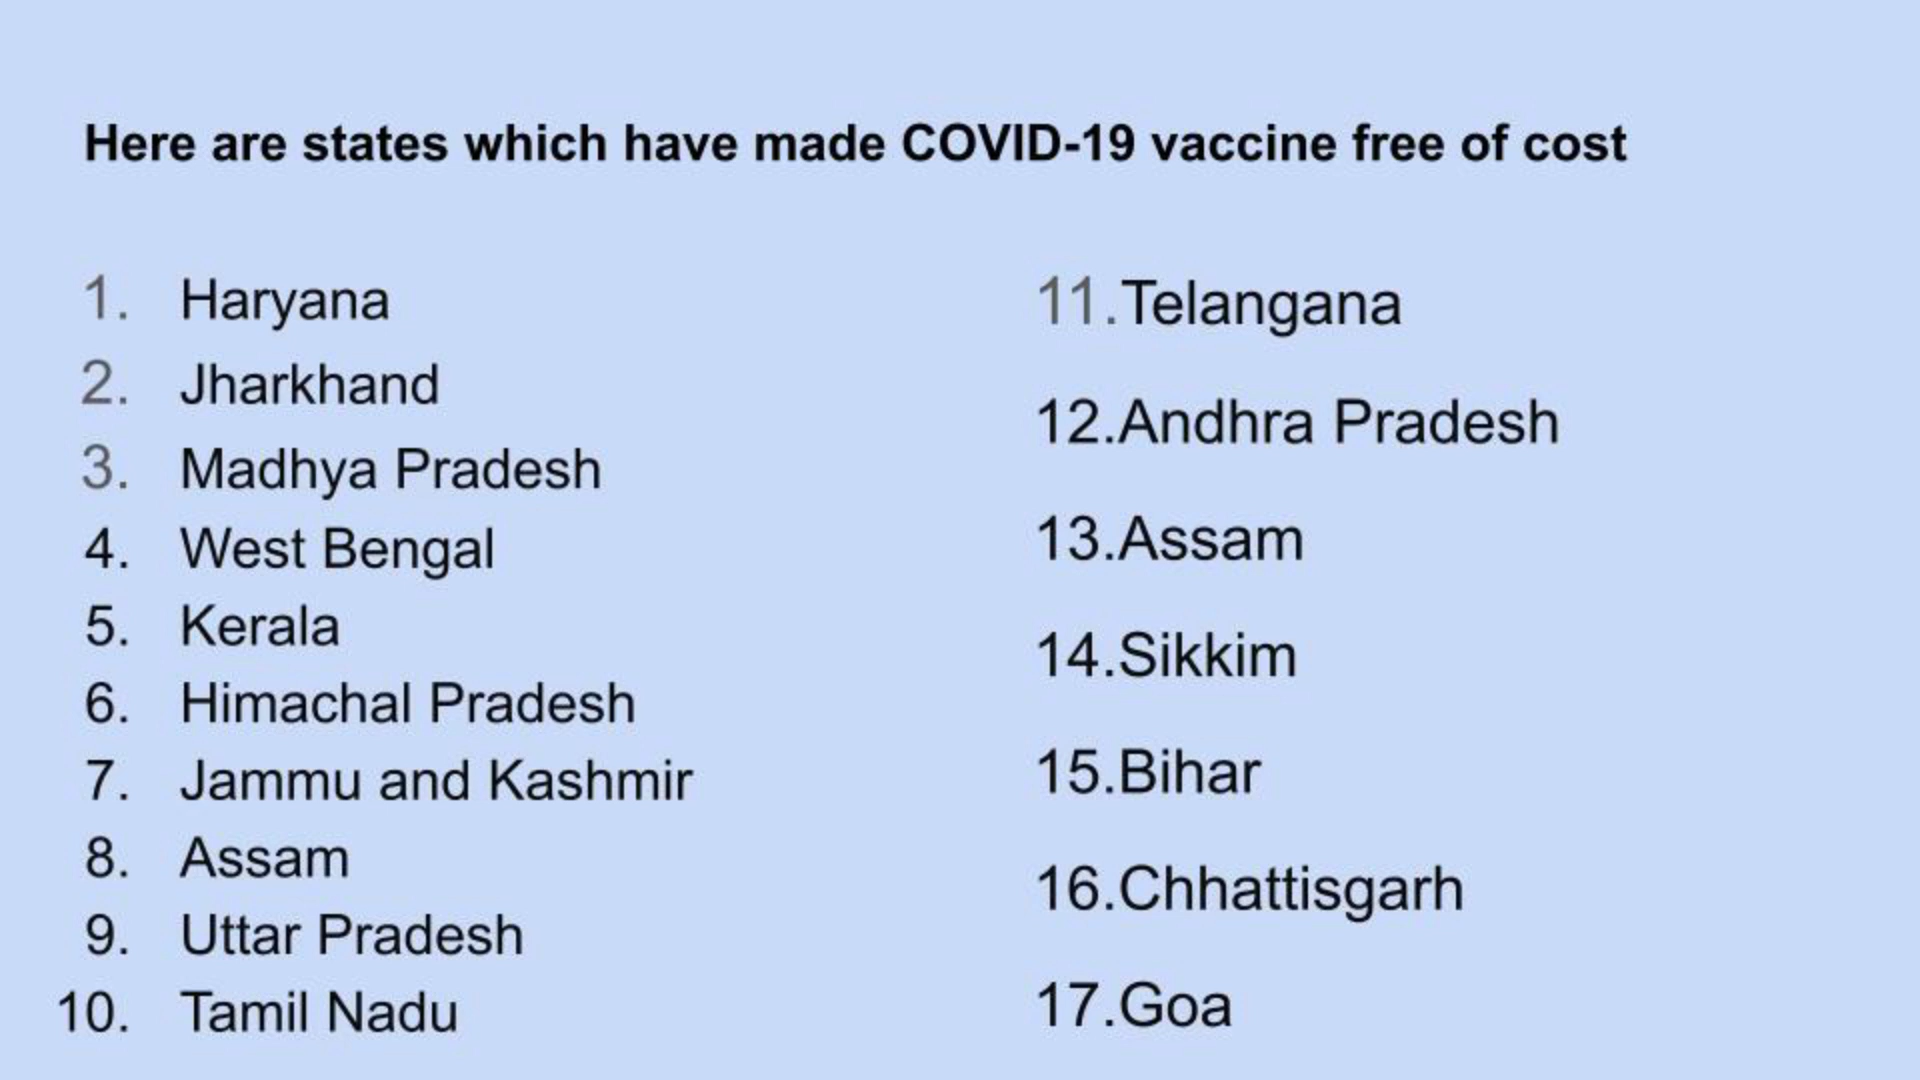 Here are states which have made COVID-19 vaccine free of cost
1. Haryana
2. Jharkhand
3. Madhya Pradesh
4. West Bengal
5. Kerala
6. Himachal Pradesh
7. Jammu and Kashmir
8. Assam
9. Uttar Pradesh
10. Tamil Nadu
11.Telangana
12.Andhra Pradesh
13.Assam
14.Sikkim
15.Bihar
16.Chhattisgarh
17.Goa